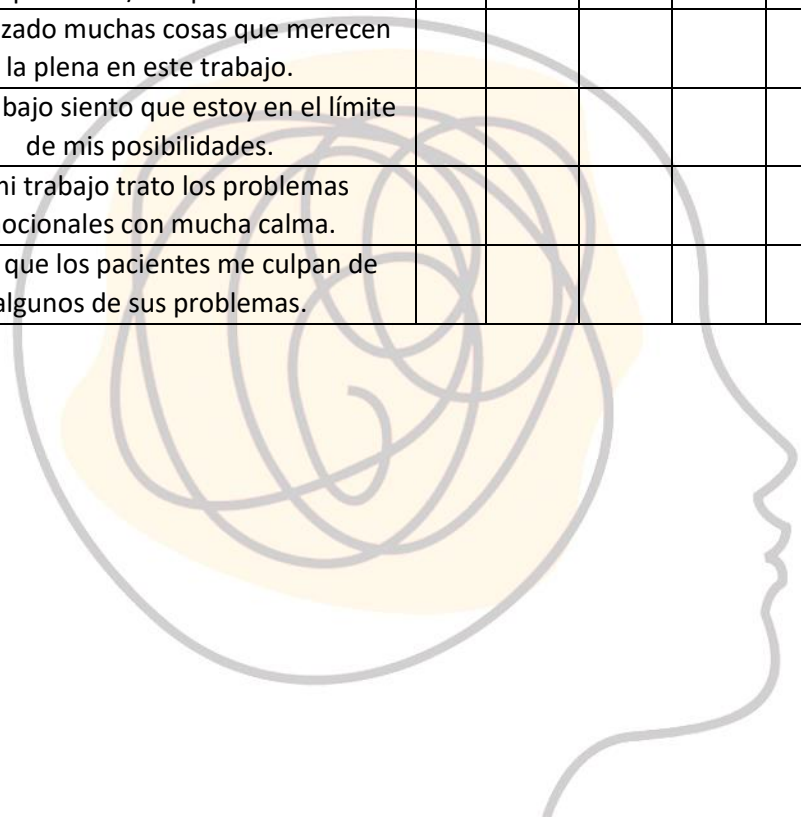 zado muchas cosas que merecen
la plena en este trabajo.
bajo siento que estoy en el límite
de mis posibilidades.
mi trabajo trato los problemas
ocionales con mucha calma.
que los pacientes me culpan de
algunos de sus problemas.